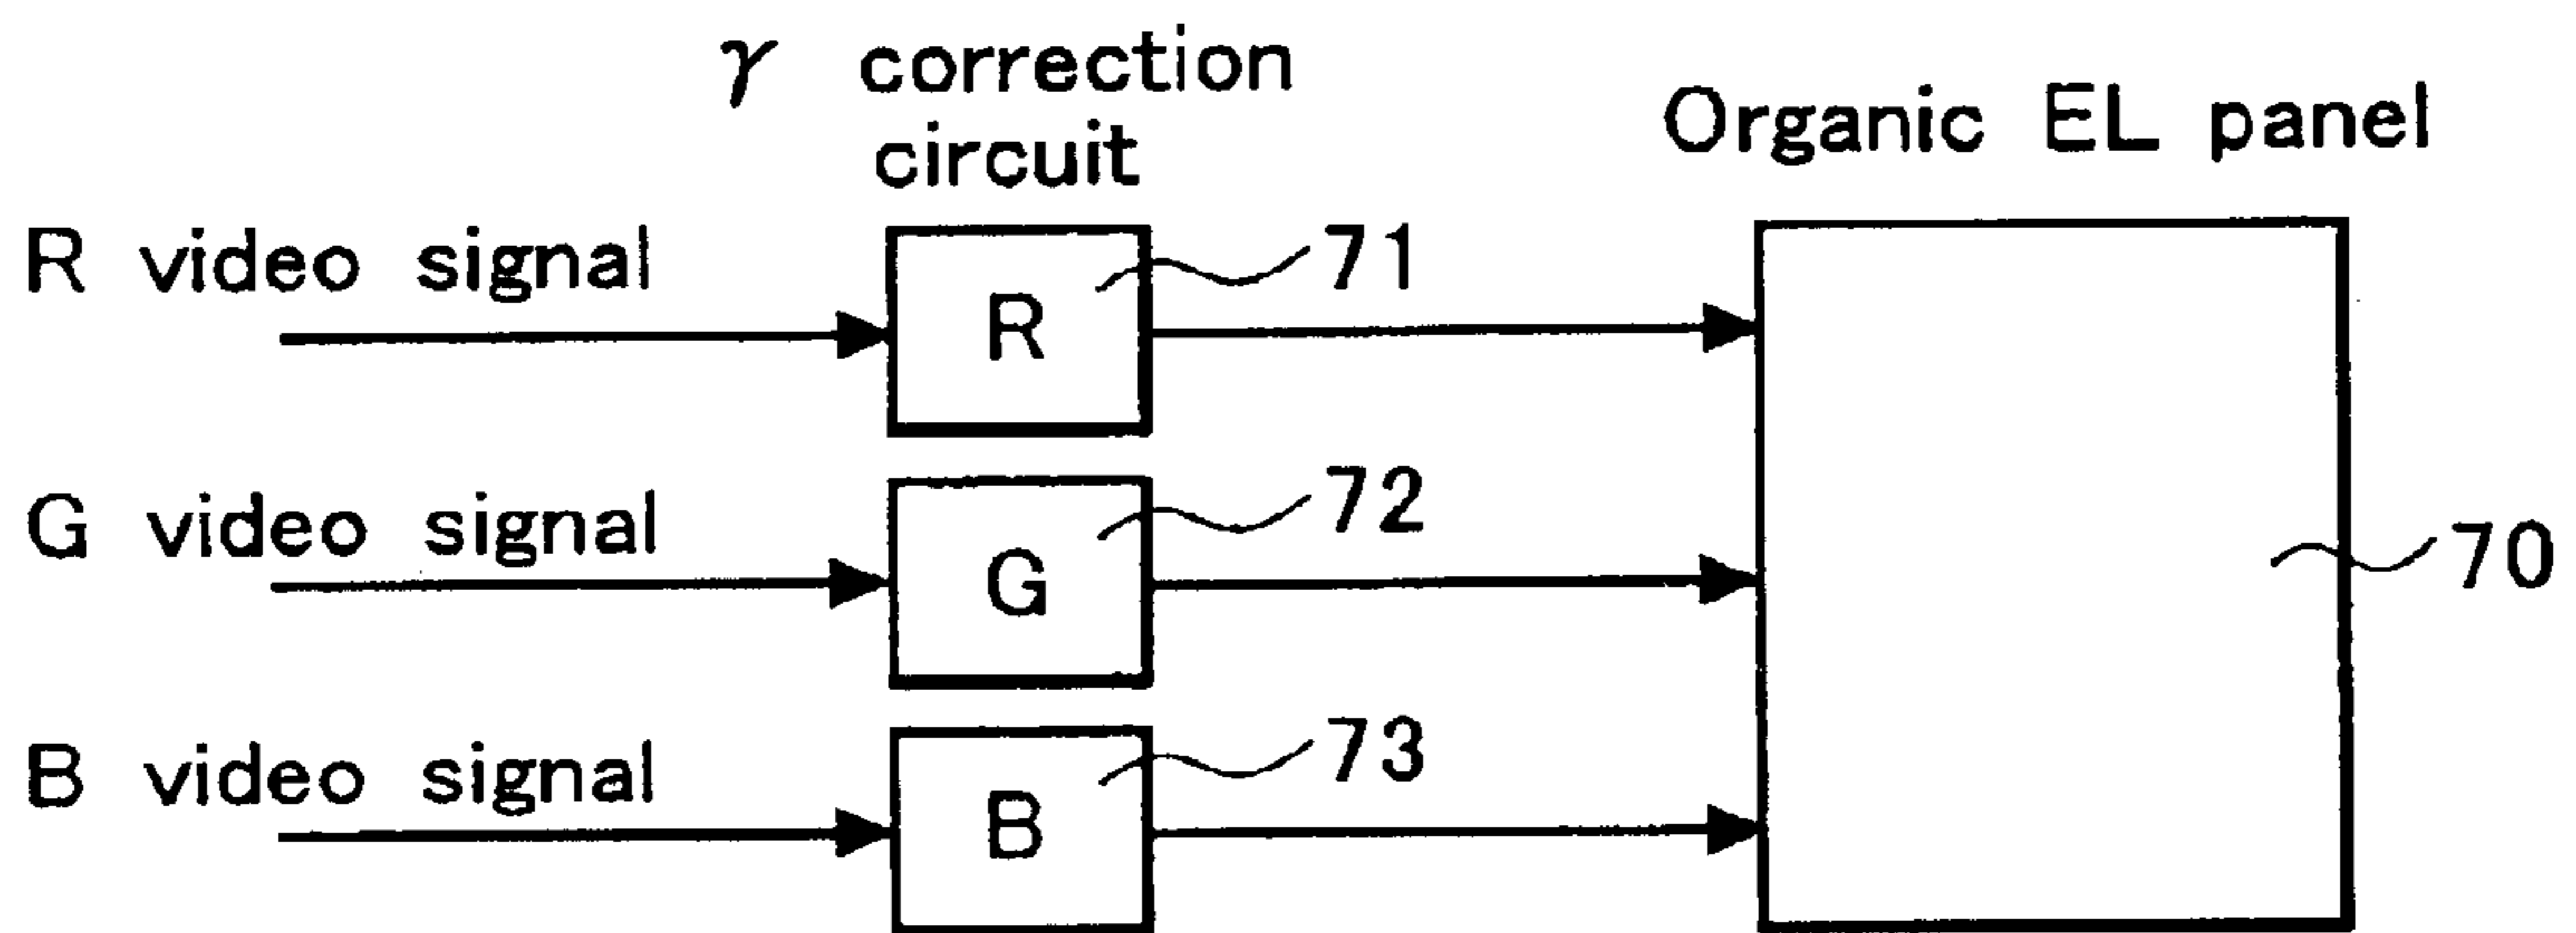 γ correction
circuit
Organic EL panel
R video signal
R
71
G video signal
G
72
70
B video signal
B
73